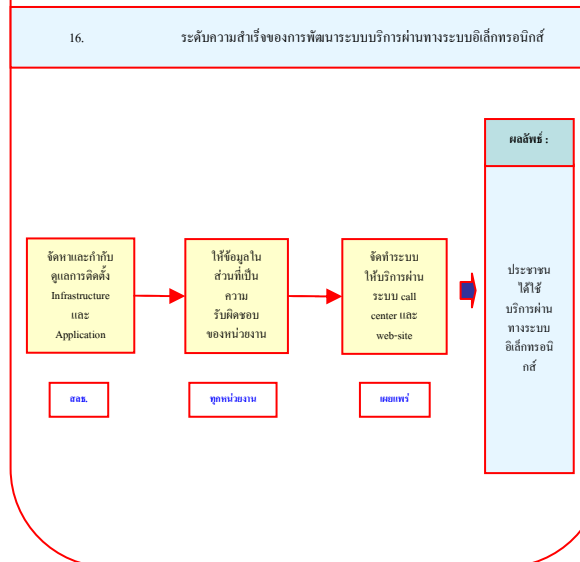 16. ระดับความสำเร็จของการพัฒนาระบบบริการผ่านทางระบบอิเล็กทรอนิกส์
ผลลัพธ์ :
จัดหาและกำกับ
ดูแลการติดตั้ง
Infrastructure
และ
Application
ให้ข้อมูลใน
ส่วนที่เป็น
ความ
รับผิดชอบ
ของหน่วยงาน
จัดทำระบบ
ให้บริการผ่าน
ระบบ call
center และ
web-site
ประชาชน
ได้ใช้
บริการผ่าน
ทางระบบ
อิเล็กทรอนิ
กส์
สลธ.
ทุกหน่วยงาน
เผยแพร่